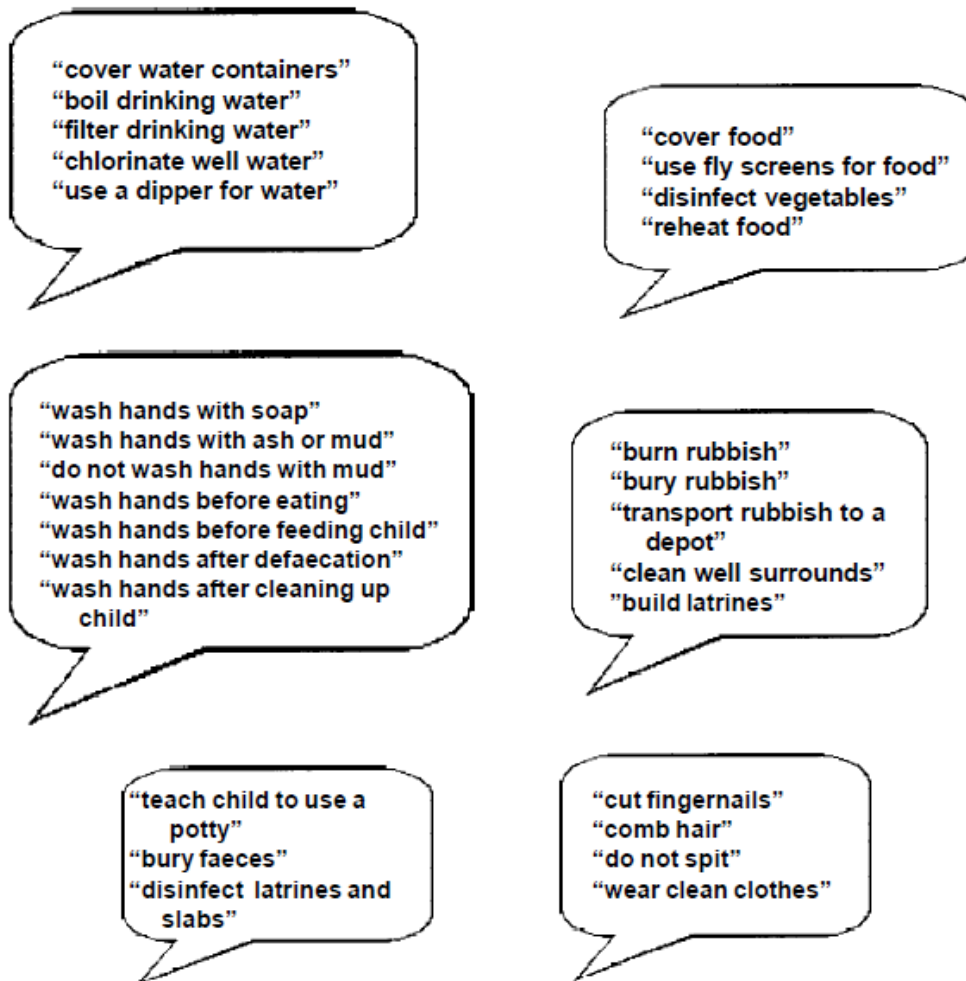 “cover water containers”
“boil drinking water”
“filter drinking water”
“chlorinate well water”
“use a dipper for water”
“cover food”
“use fly screens for food”
“disinfect vegetables”
“reheat food”
“wash hands with soap”
“wash hands with ash or mud”
“do not wash hands with mud”
“wash hands before eating”
“wash hands before feeding child”
“wash hands after defaecation”
“wash hands after cleaning up
child”
“burn rubbish”
“bury rubbish”
“transport rubbish to a
depot”
“clean well surrounds”
”build latrines”
“teach child to use a
potty”
“bury faeces”
“disinfect latrines and
slabs”
“cut fingernails”
“comb hair”
“do not spit”
“wear clean clothes”